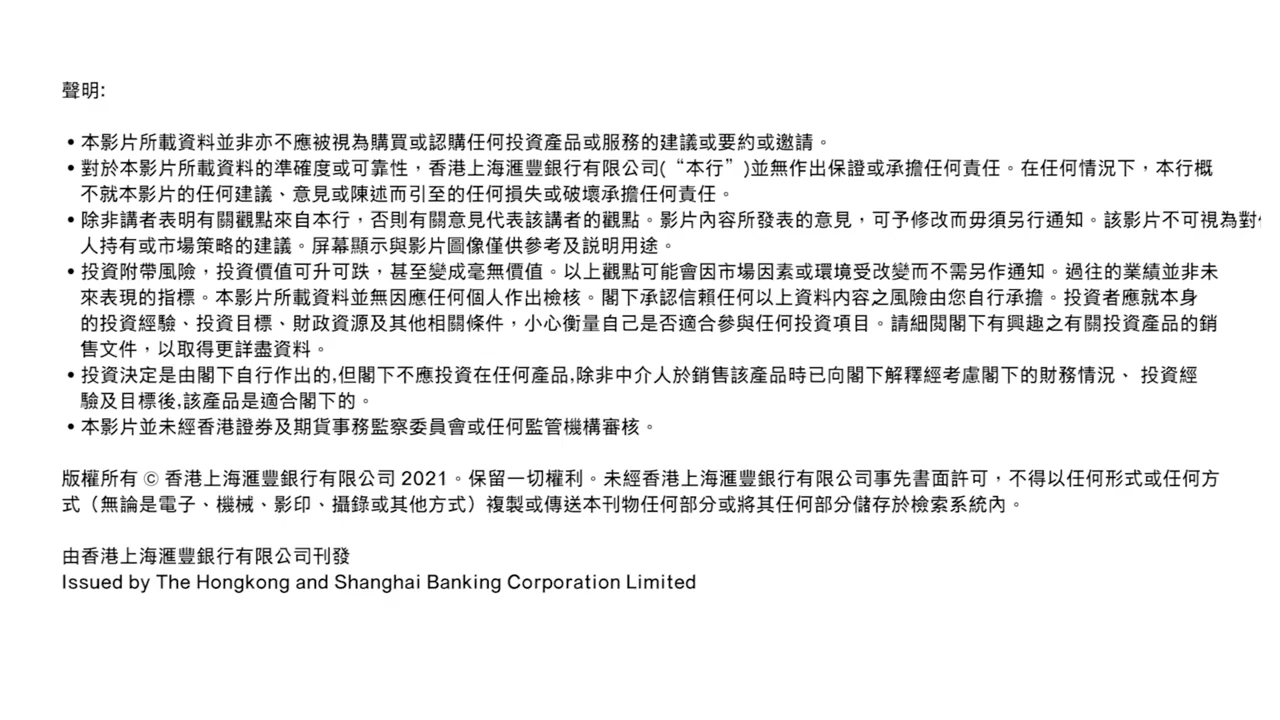 聲明:
• 本影片所載資料並非亦不應被視為購買或認購任何投資產品或服務的建議或要約或邀請。
• 對於本影片所載資料的準確度或可靠性，香港上海滙豐銀行有限公司(“本行”)並無作出保證或承擔任何責任。在任何情況下，本行概
不就本影片的任何建議、意見或陳述而引至的任何損失或破壞承擔任何責任。
• 除非講者表明有關觀點來自本行，否則有關意見代表該講者的觀點。影片內容所發表的意見，可予修改而毋須另行通知。該影片不可視為對
人持有或市場策略的建議。屏幕顯示與影片圖像僅供參考及説明用途。
• 投資附帶風險，投資價值可升可跌，甚至變成毫無價值。以上觀點可能會因市場因素或環境受改變而不需另作通知。過往的業績並非未
來表現的指標。本影片所載資料並無因應任何個人作出檢核。閣下承認信賴任何以上資料內容之風險由您自行承擔。投資者應就本身
的投資經驗、投資目標、財政資源及其他相關條件，小心衡量自己是否適合參與任何投資項目。請細閱閣下有興趣之有關投資產品的銷
售文件，以取得更詳盡資料。
• 投資決定是由閣下自行作出的,但閣下不應投資在任何產品,除非中介人於銷售該產品時已向閣下解釋經考慮閣下的財務情況、 投資經
驗及目標後,該產品是適合閣下的。
• 本影片並未經香港證券及期貨事務監察委員會或任何監管機構審核。
版權所有 © 香港上海滙豐銀行有限公司 2021。保留一切權利。未經香港上海滙豐銀行有限公司事先書面許可，不得以任何形式或任何方
式（無論是電子、機械、影印、攝錄或其他方式）複製或傳送本刊物任何部分或將其任何部分儲存於檢索系統內。
由香港上海滙豐銀行有限公司刊發
Issued by The Hongkong and Shanghai Banking Corporation Limited